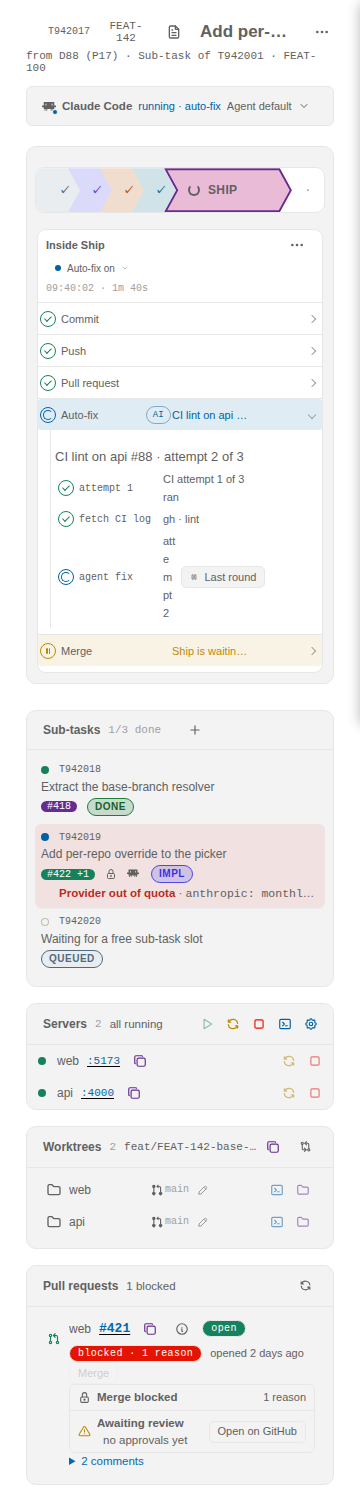 T942017 FEAT-142 Add per-…
from D88 (P17) · Sub-task of T942001 · FEAT-100
Claude Code running · auto-fix Agent default
SHIP
Inside Ship
Auto-fix on
09:40:02 · 1m 40s
Commit
Push
Pull request
Auto-fix AI CI lint on api …
CI lint on api #88 · attempt 2 of 3
attempt 1 CI attempt 1 of 3 ran
fetch CI log gh · lint
agent fix attempt 2 Last round
Merge Ship is waitin…
Sub-tasks 1/3 done
T942018
Extract the base-branch resolver
#418 DONE
T942019
Add per-repo override to the picker
#422 +1 IMPL
Provider out of quota · anthropic: monthl…
T942020
Waiting for a free sub-task slot
QUEUED
Servers 2 all running
web :5173
api :4000
Worktrees 2 feat/FEAT-142-base-…
web main
api main
Pull requests 1 blocked
web #421 open
blocked · 1 reason opened 2 days ago
Merge
Merge blocked 1 reason
Awaiting review
no approvals yet Open on GitHub
2 comments